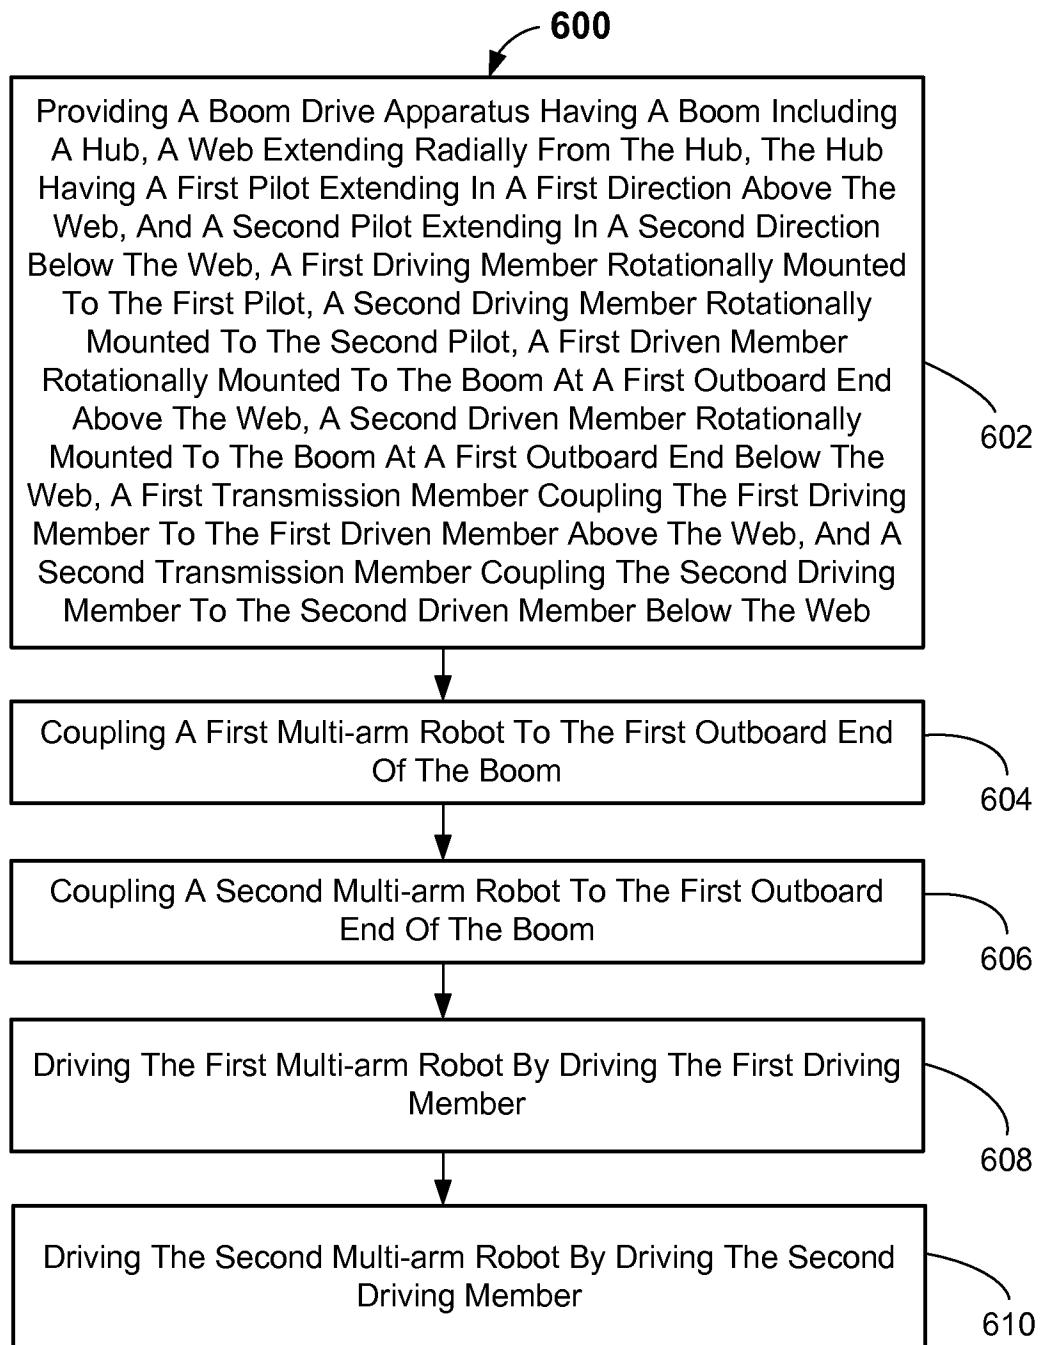 600
Providing A Boom Drive Apparatus Having A Boom Including
A Hub, A Web Extending Radially From The Hub, The Hub
Having A First Pilot Extending In A First Direction Above The
Web, And A Second Pilot Extending In A Second Direction
Below The Web, A First Driving Member Rotationally Mounted
To The First Pilot, A Second Driving Member Rotationally
Mounted To The Second Pilot, A First Driven Member
Rotationally Mounted To The Boom At A First Outboard End
Above The Web, A Second Driven Member Rotationally
Mounted To The Boom At A First Outboard End Below The
Web, A First Transmission Member Coupling The First Driving
Member To The First Driven Member Above The Web, And A
Second Transmission Member Coupling The Second Driving
Member To The Second Driven Member Below The Web
602
Coupling A First Multi-arm Robot To The First Outboard End
Of The Boom
604
Coupling A Second Multi-arm Robot To The First Outboard
End Of The Boom
606
Driving The First Multi-arm Robot By Driving The First Driving
Member
608
Driving The Second Multi-arm Robot By Driving The Second
Driving Member
610